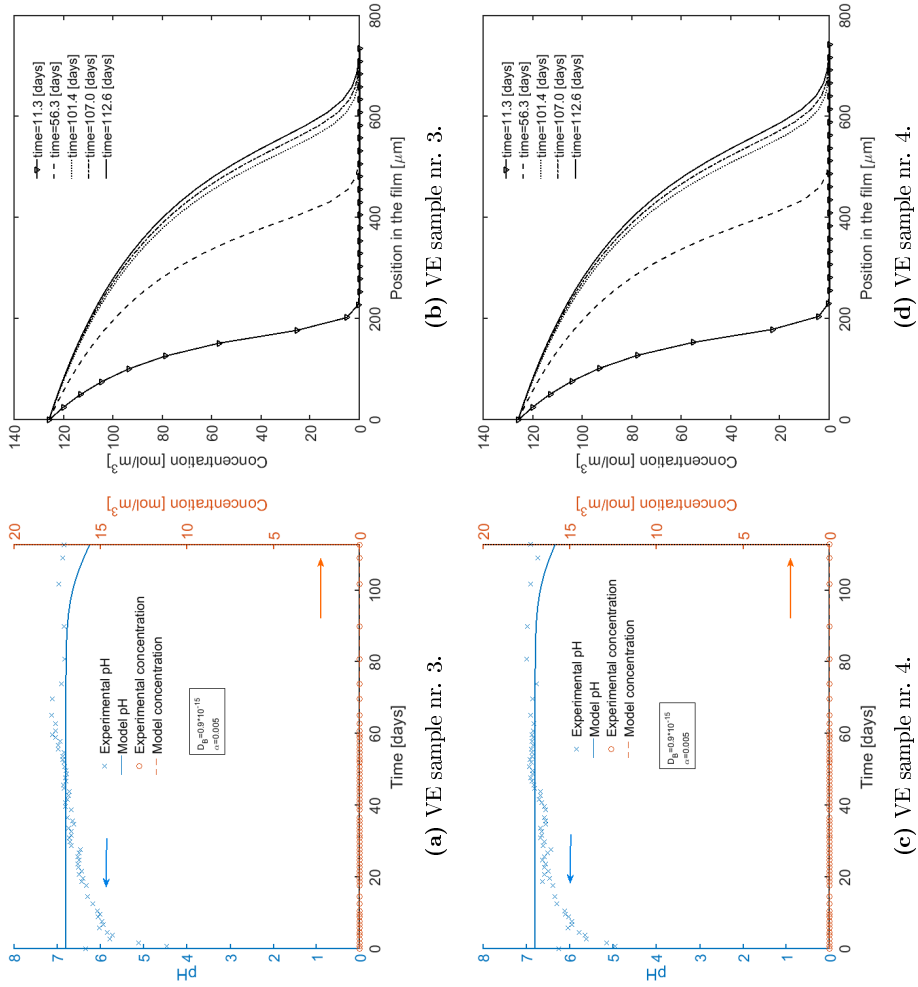 8
7
6
5
4
3
2
1
0
pH
20
15
10
5
0
Concentration [mol/m³]
0
20
40
60
80
100
Time [days]
Experimental pH
Model pH
Experimental concentration
Model concentration
D_B=0.9*10^-15
α=0.005
(a) VE sample nr. 3.
140
120
100
80
60
40
20
0
Concentration [mol/m³]
0
200
400
600
800
Position in the film [μm]
time=11.3 [days]
time=56.3 [days]
time=101.4 [days]
time=107.0 [days]
time=112.6 [days]
(b) VE sample nr. 3.
8
7
6
5
4
3
2
1
0
pH
20
15
10
5
0
Concentration [mol/m³]
0
20
40
60
80
100
Time [days]
Experimental pH
Model pH
Experimental concentration
Model concentration
D_B=0.9*10^-15
α=0.005
(c) VE sample nr. 4.
140
120
100
80
60
40
20
0
Concentration [mol/m³]
0
200
400
600
800
Position in the film [μm]
time=11.3 [days]
time=56.3 [days]
time=101.4 [days]
time=107.0 [days]
time=112.6 [days]
(d) VE sample nr. 4.